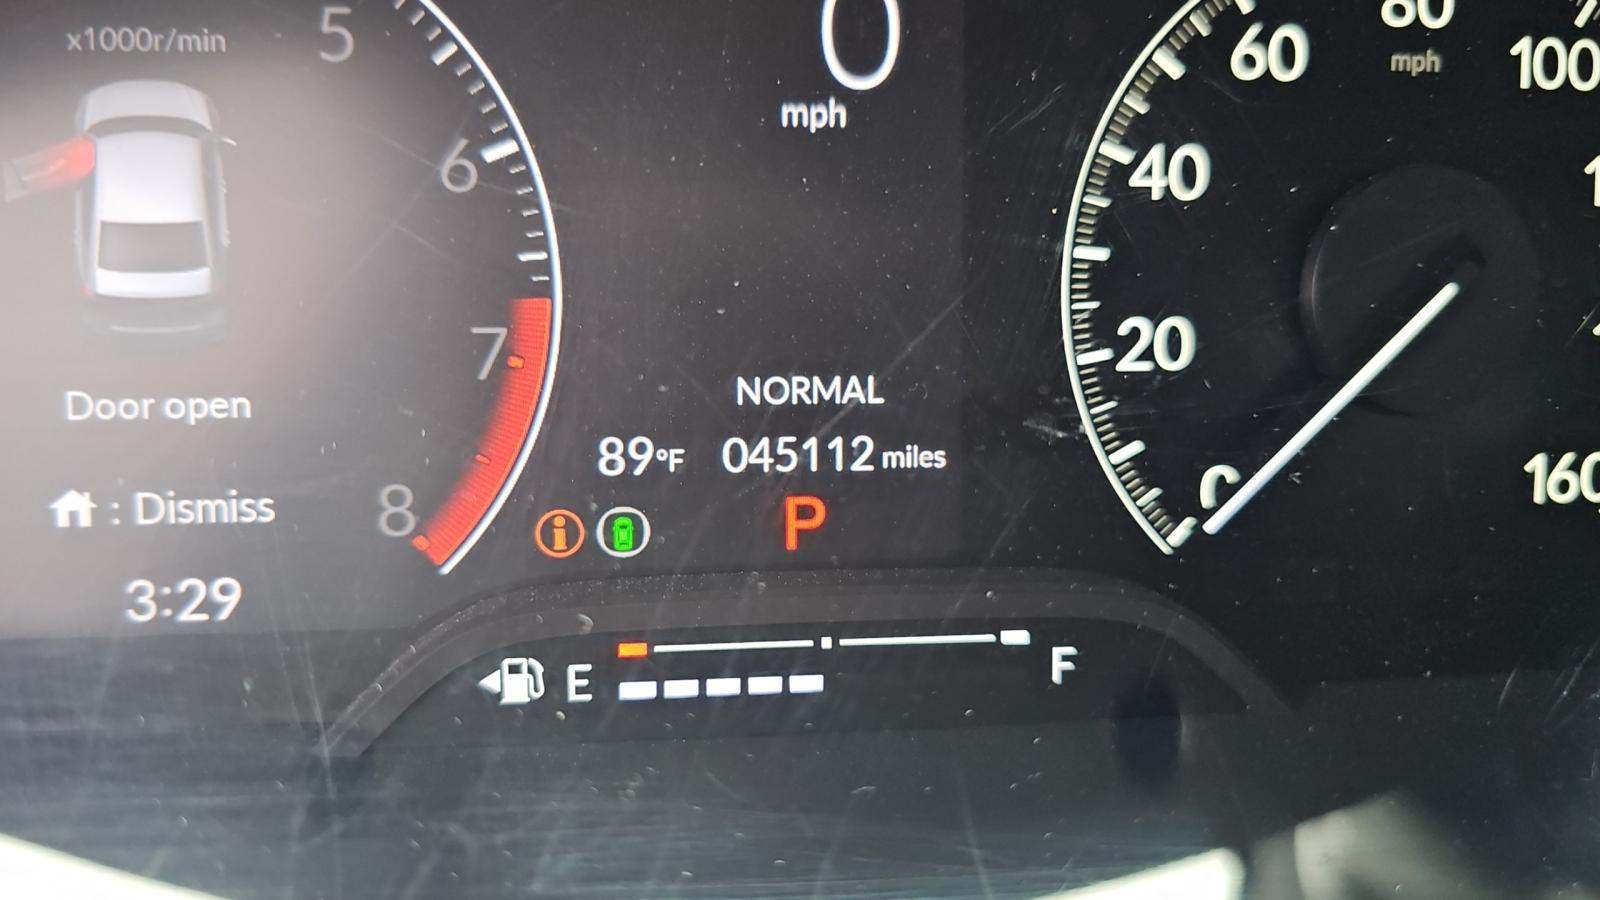 x1000r/min
5
6
7
8
Door open
: Dismiss
3:29
0
mph
NORMAL
89°F 045112 miles
i
P
E F
20
40
60
80
mph
100
160